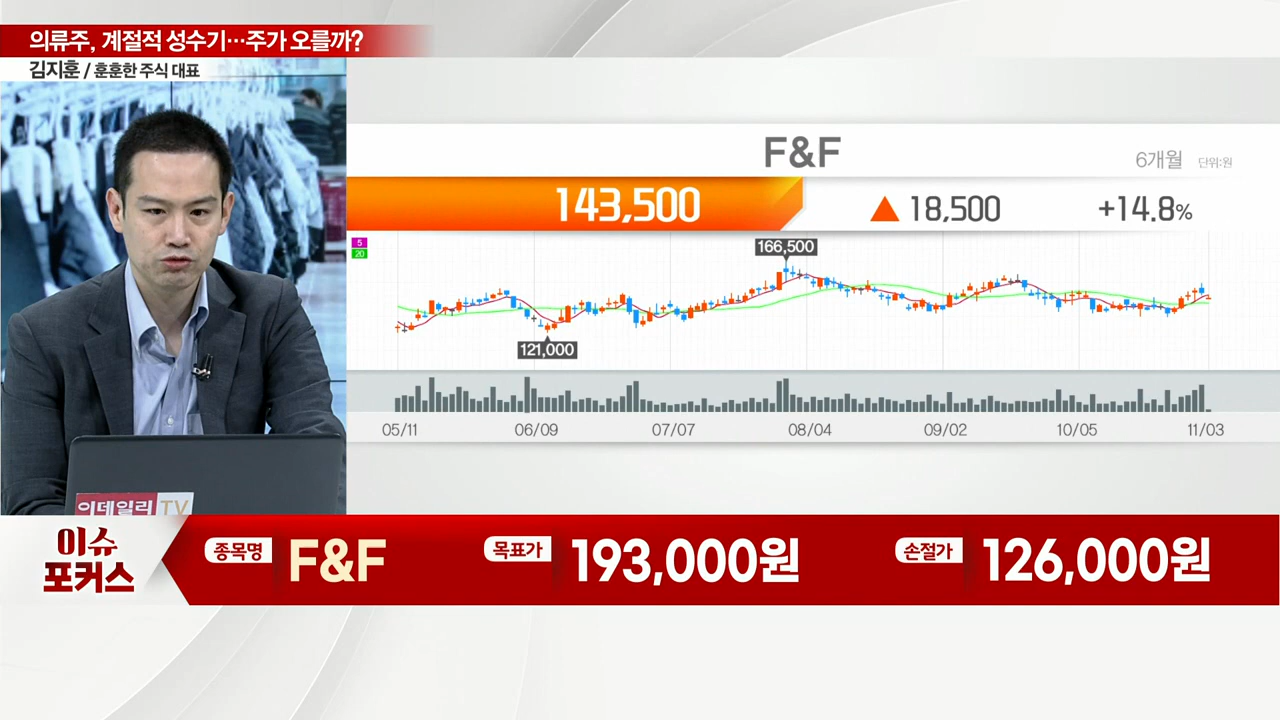 의류주, 계절적 성수기…주가 오를까?
김지훈 / 훈훈한 주식 대표
F&F
6개월 단위:원
143,500 ▲ 18,500 +14.8%
5
20
166,500
121,000
05/11 06/09 07/07 08/04 09/02 10/05 11/03
이데일리 TV
이슈
포커스
종목명 F&F 목표가 193,000원 손절가 126,000원